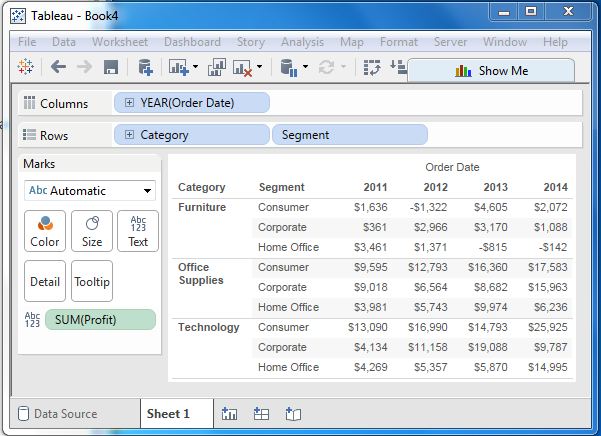 Tableau - Book4
File Data Worksheet Dashboard Story Analysis Map Format Server Window Help
Show Me
Columns YEAR(Order Date)
Rows Category Segment
Marks
Abc Automatic
Color Size Abc 123 Text
Detail Tooltip
Abc 123 SUM(Profit)
Order Date
Category Segment 2011 2012 2013 2014
Furniture Consumer $1,636 -$1,322 $4,605 $2,072
Corporate $361 $2,966 $3,170 $1,088
Home Office $3,461 $1,371 -$815 -$142
Office Supplies Consumer $9,595 $12,793 $16,360 $17,583
Corporate $9,018 $6,564 $8,682 $15,963
Home Office $3,981 $5,743 $9,974 $6,236
Technology Consumer $13,090 $16,990 $14,793 $25,925
Corporate $4,134 $11,158 $19,088 $9,787
Home Office $4,269 $5,357 $5,870 $14,995
Data Source Sheet 1